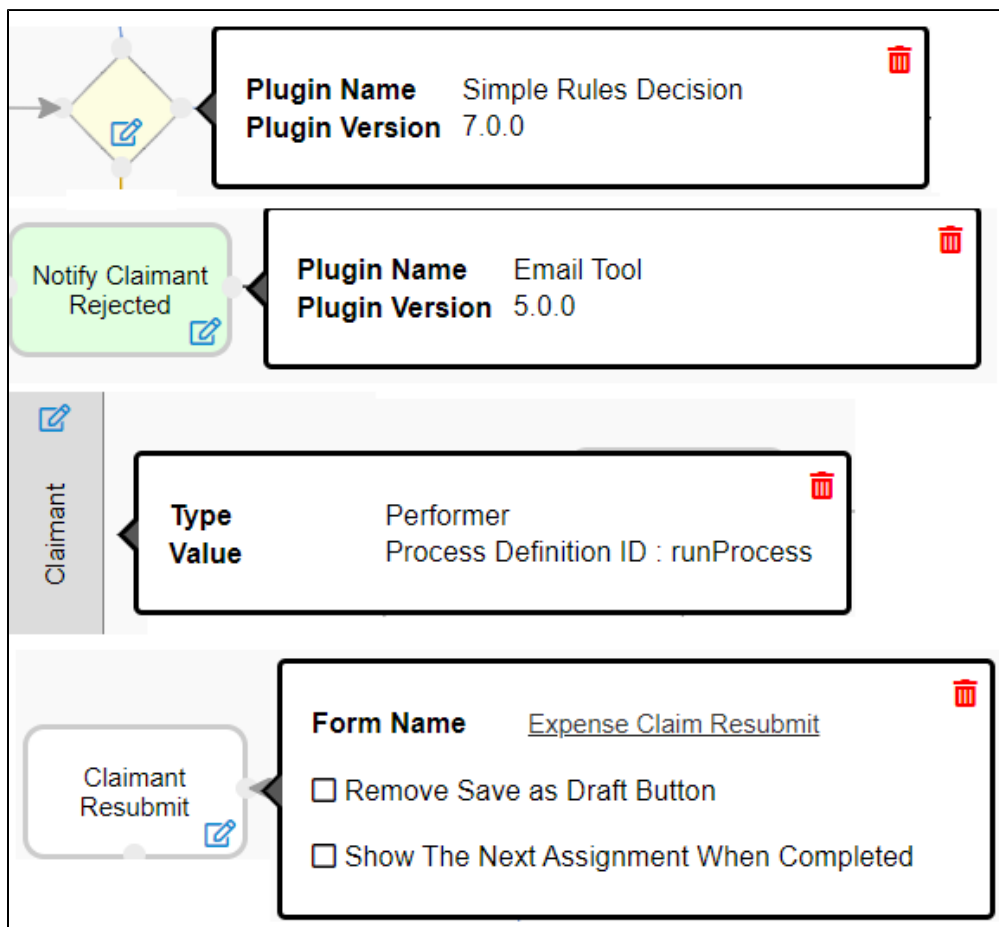 Plugin Name Simple Rules Decision
Plugin Version 7.0.0
Notify Claimant
Rejected
Plugin Name Email Tool
Plugin Version 5.0.0
Claimant
Type Performer
Value Process Definition ID : runProcess
Claimant
Resubmit
Form Name Expense Claim Resubmit
Remove Save as Draft Button
Show The Next Assignment When Completed